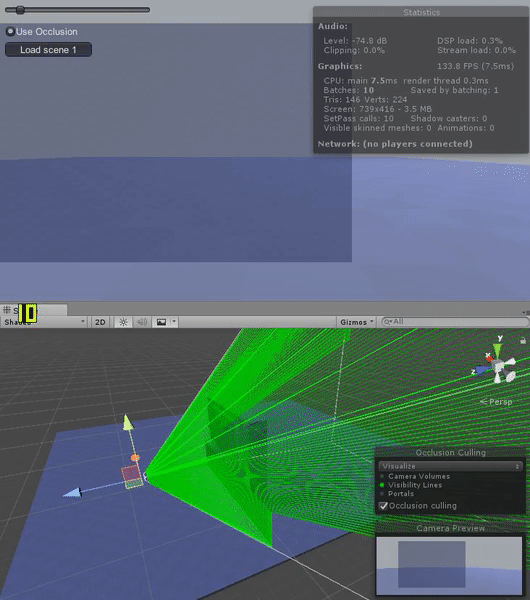 Statistics
Audio:
Level: -74.8 dB DSP load: 0.3%
Clipping: 0.0% Stream load: 0.0%
Graphics: 133.8 FPS (7.5ms)
CPU: main 7.5ms render thread 0.3ms
Batches: 10 Saved by batching: 1
Tris: 146 Verts: 224
Screen: 739x416 - 3.5 MB
SetPass calls: 10 Shadow casters: 0
Visible skinned meshes: 0 Animations: 0
Network: (no players connected)
Use Occlusion
Load scene 1
2D
Gizmos
All
y
x
z
Persp
Occlusion Culling
Visualize
Camera Volumes
Visibility Lines
Portals
Occlusion culling
Camera Preview